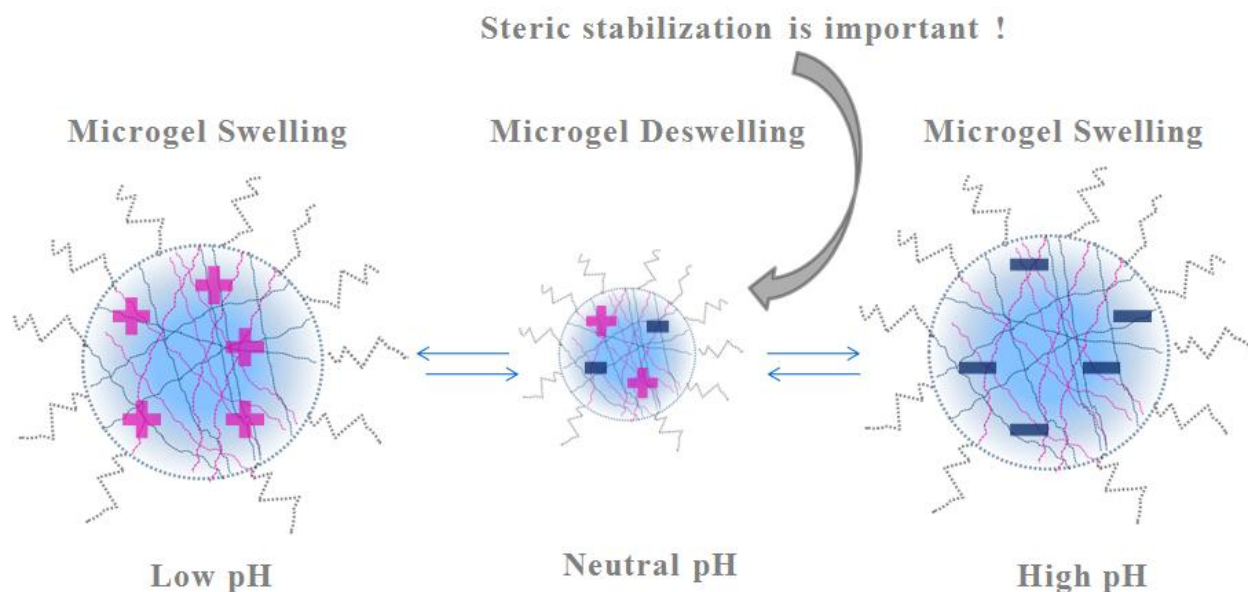 Steric stabilization is important !
Microgel Swelling
Microgel Deswelling
Microgel Swelling
Low pH
Neutral pH
High pH